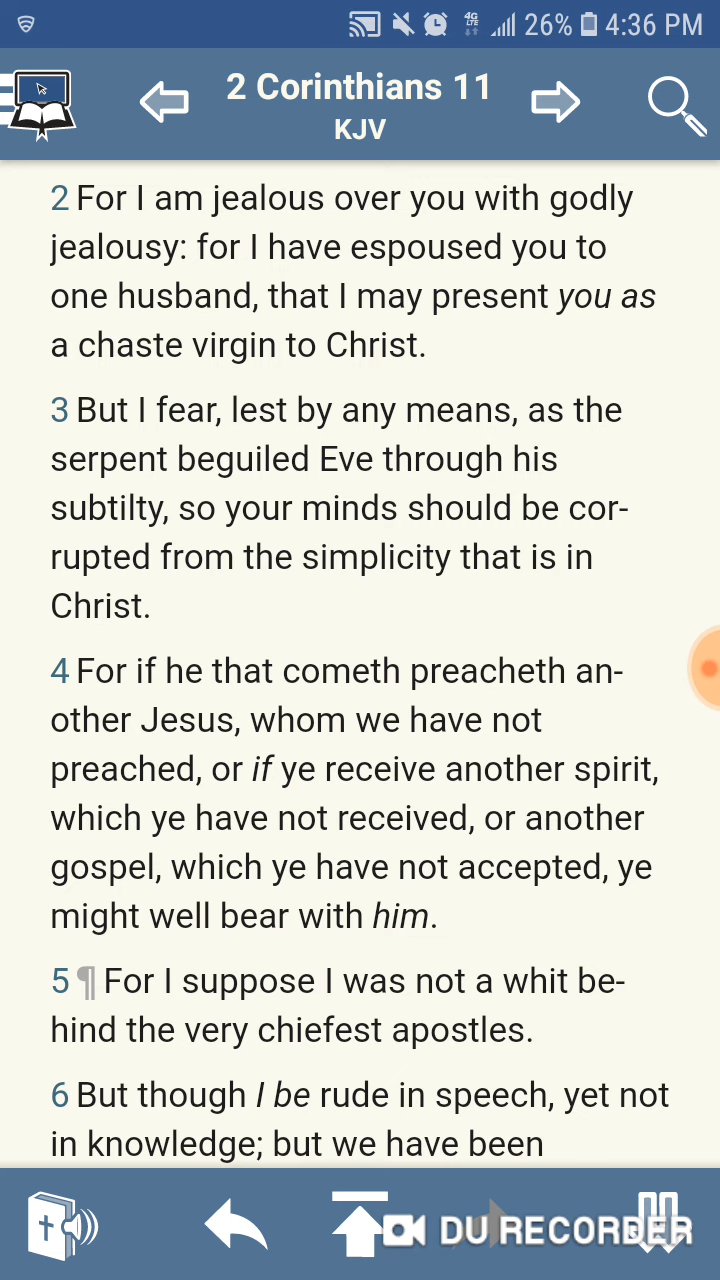 4G
LTE
26%
4:36 PM
2 Corinthians 11
KJV
2 For I am jealous over you with godly
jealousy: for I have espoused you to
one husband, that I may present you as
a chaste virgin to Christ.
3 But I fear, lest by any means, as the
serpent beguiled Eve through his
subtilty, so your minds should be cor-
rupted from the simplicity that is in
Christ.
4 For if he that cometh preacheth an-
other Jesus, whom we have not
preached, or if ye receive another spirit,
which ye have not received, or another
gospel, which ye have not accepted, ye
might well bear with him.
5 ¶ For I suppose I was not a whit be-
hind the very chiefest apostles.
6 But though I be rude in speech, yet not
in knowledge; but we have been
DU RECORDER